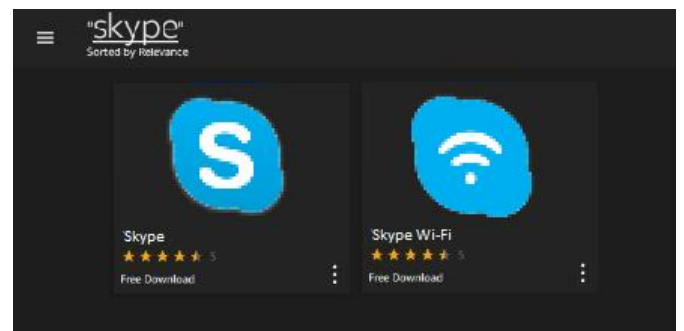 "skype"
Sorted by Relevance
S
Skype
5
Free Download
Skype Wi-Fi
5
Free Download